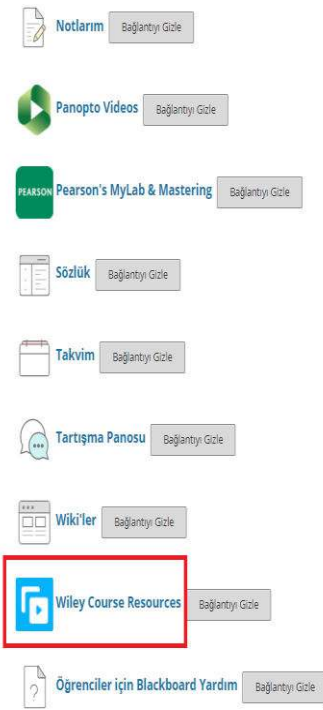 Notlarım Bağlantıyı Gizle
Panopto Videos Bağlantıyı Gizle
PEARSON Pearson's MyLab & Mastering Bağlantıyı Gizle
Sözlük Bağlantıyı Gizle
Takvim Bağlantıyı Gizle
Tartışma Panosu Bağlantıyı Gizle
Wiki'ler Bağlantıyı Gizle
Wiley Course Resources Bağlantıyı Gizle
? Öğrenciler için Blackboard Yardım Bağlantıyı Gizle